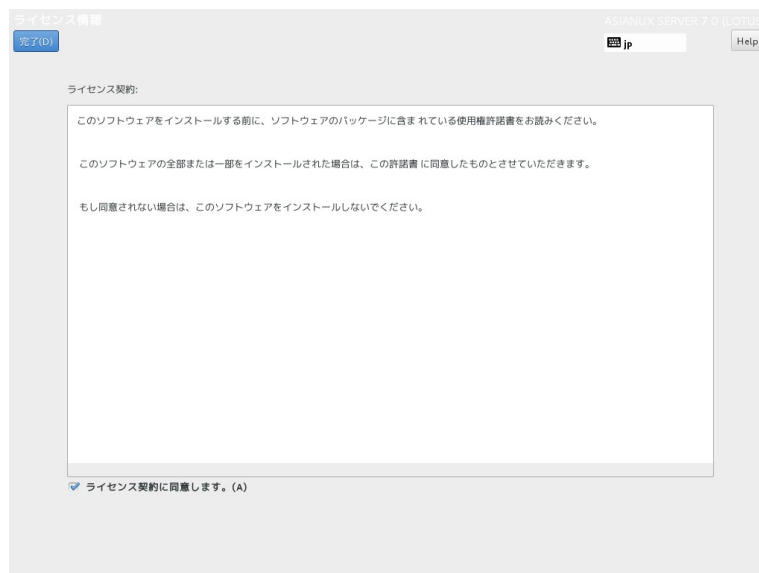 ライセンス情報
ASIANUX SERVER 7.0 (LOTUS
完了(D)
jp
Help
ライセンス契約:
このソフトウェアをインストールする前に、ソフトウェアのパッケージに含ま れている使用権許諾書をお読みください。
このソフトウェアの全部または一部をインストールされた場合は、この許諾書 に同意したものとさせていただきます。
もし同意されない場合は、このソフトウェアをインストールしないでください。
ライセンス契約に同意します。(A)